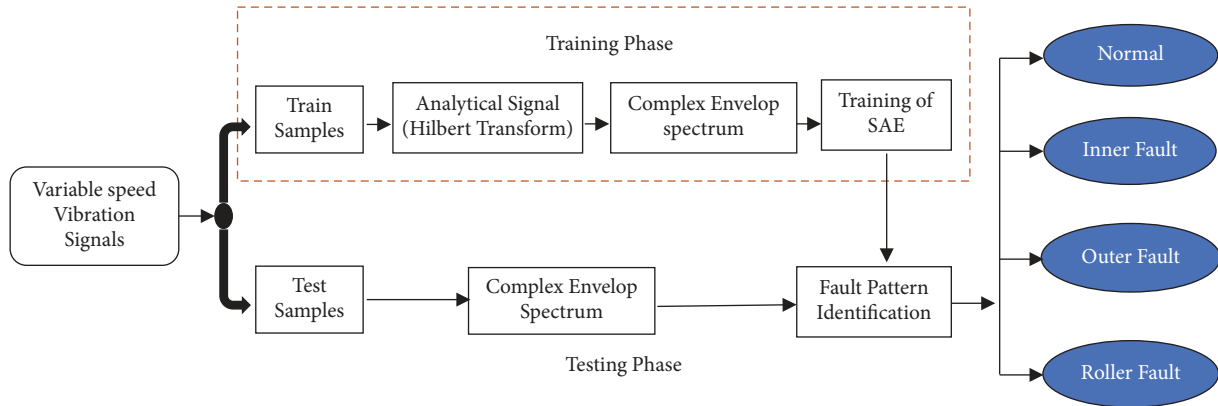 Training Phase
Train
Samples
Analytical Signal
(Hilbert Transform)
Complex Envelop
spectrum
Training of
SAE
Variable speed
Vibration
Signals
Test
Samples
Complex Envelop
Spectrum
Fault Pattern
Identification
Testing Phase
Normal
Inner Fault
Outer Fault
Roller Fault